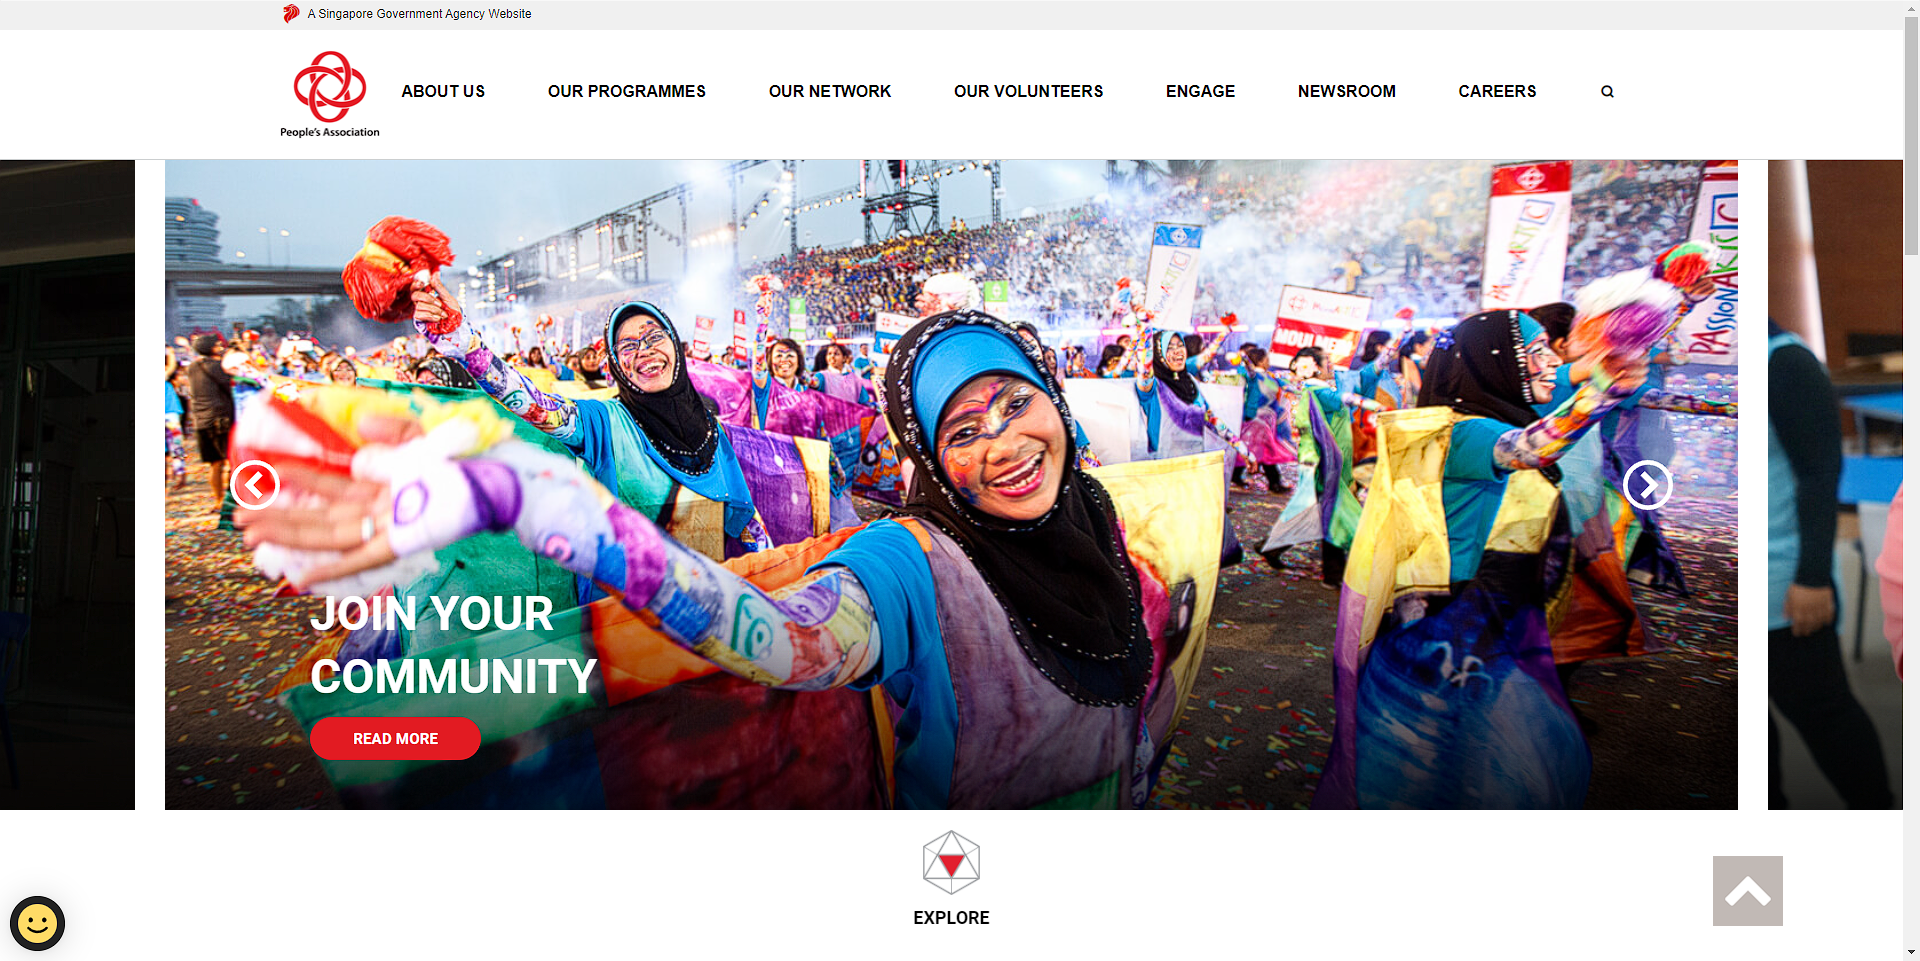 A Singapore Government Agency Website
People's Association
ABOUT US
OUR PROGRAMMES
OUR NETWORK
OUR VOLUNTEERS
ENGAGE
NEWSROOM
CAREERS
PASSIONARTS
JOIN YOUR
COMMUNITY
READ MORE
EXPLORE